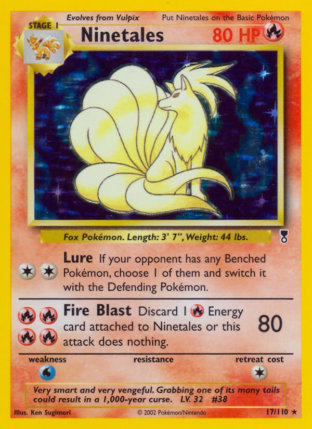 STAGE 1
Evolves from Vulpix
Put Ninetales on the Basic Pokémon
Ninetales
80 HP
Fox Pokémon. Length: 3' 7", Weight: 44 lbs.
Lure If your opponent has any Benched
Pokémon, choose 1 of them and switch it
with the Defending Pokémon.
Fire Blast Discard 1 Energy
card attached to Ninetales or this
attack does nothing.
80
weakness
resistance
retreat cost
Very smart and very vengeful. Grabbing one of its many tails
could result in a 1,000-year curse. LV. 32 #38
Illus. Ken Sugimori
© 2002 Pokémon/Nintendo
17/110 ★